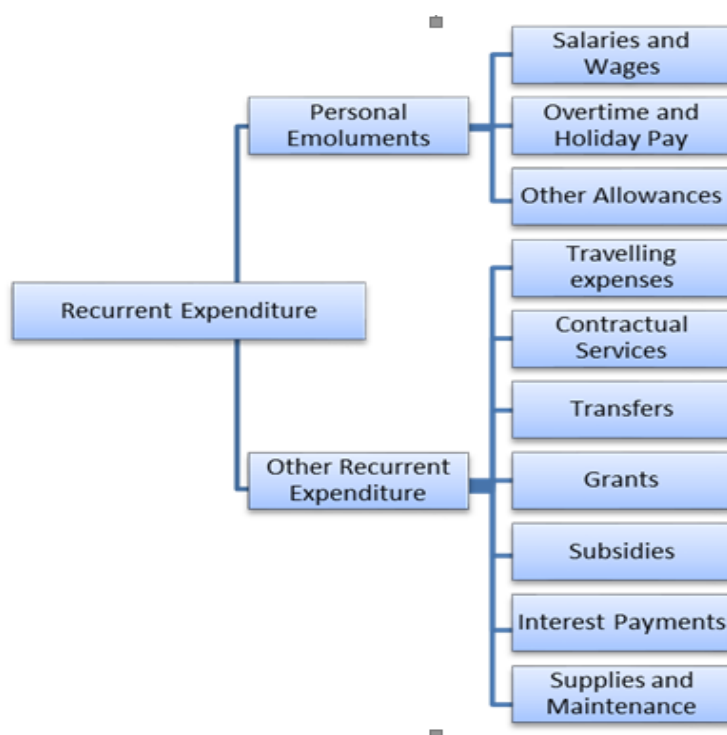 Recurrent Expenditure
Personal
Emoluments
Salaries and
Wages
Overtime and
Holiday Pay
Other Allowances
Other Recurrent
Expenditure
Travelling
expenses
Contractual
Services
Transfers
Grants
Subsidies
Interest Payments
Supplies and
Maintenance